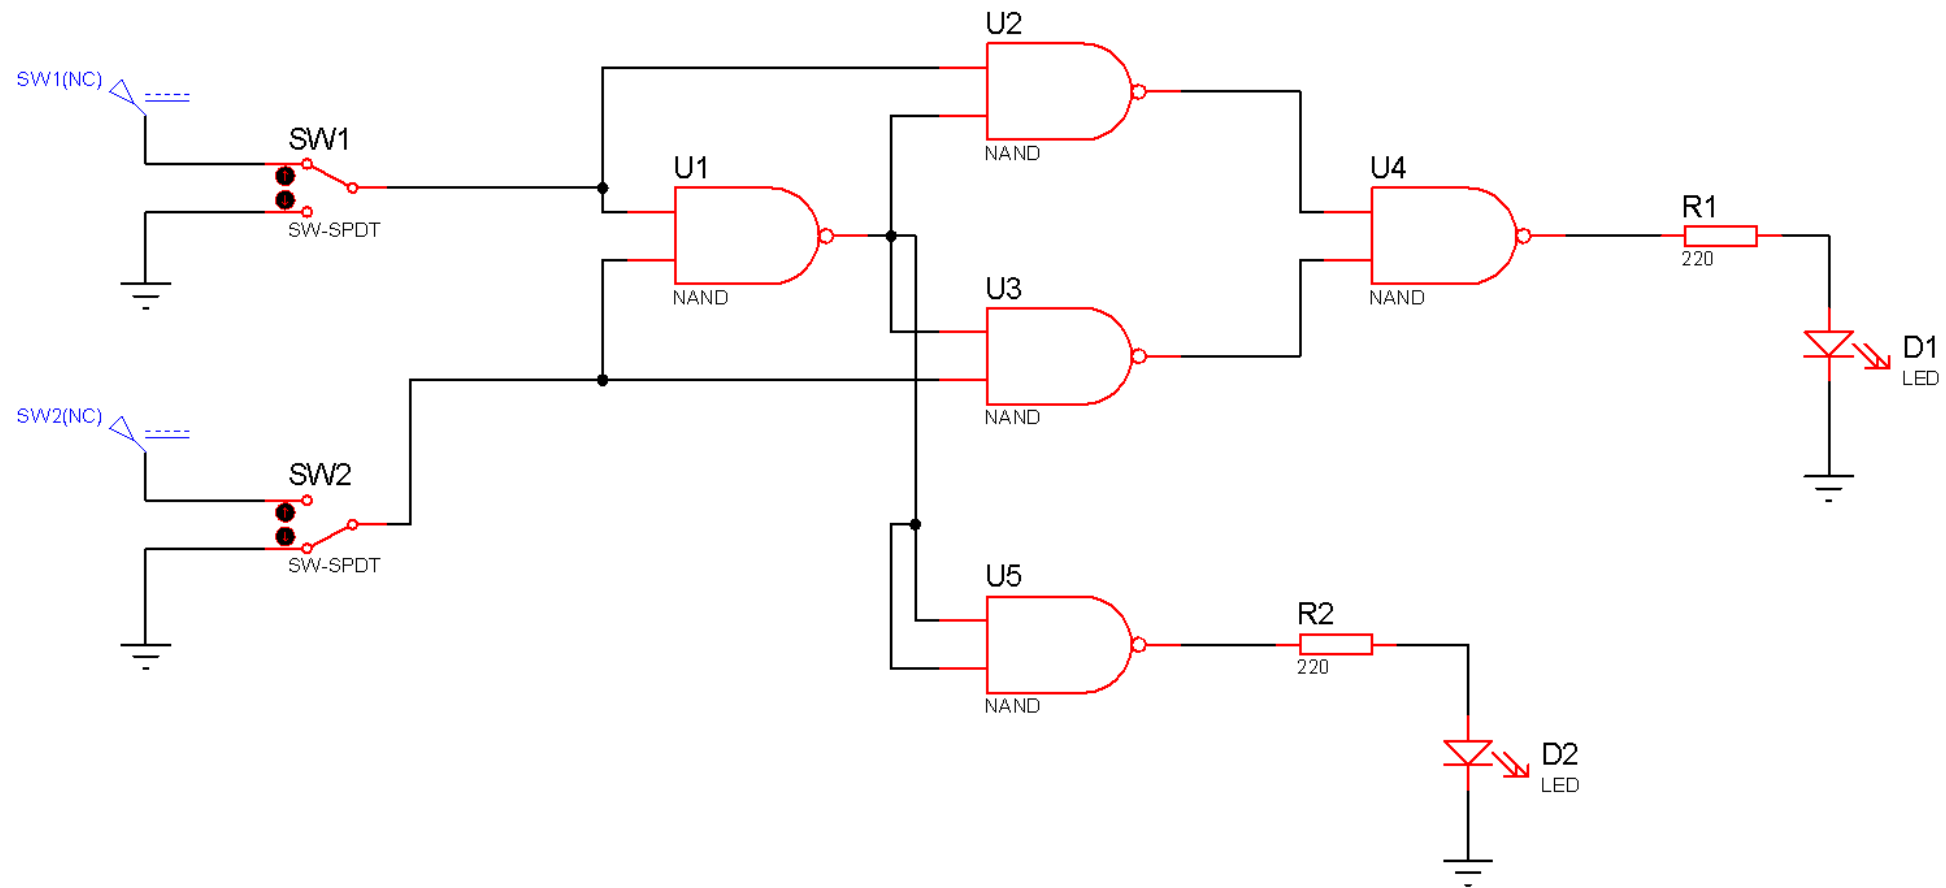 U2
SW1(NC)
SW1
NAND
U1
U4
R1
SW-SPDT
220
U3
NAND
NAND
D1
LED
SW2(NC)
NAND
SW2
SW-SPDT
U5
R2
220
NAND
D2
LED